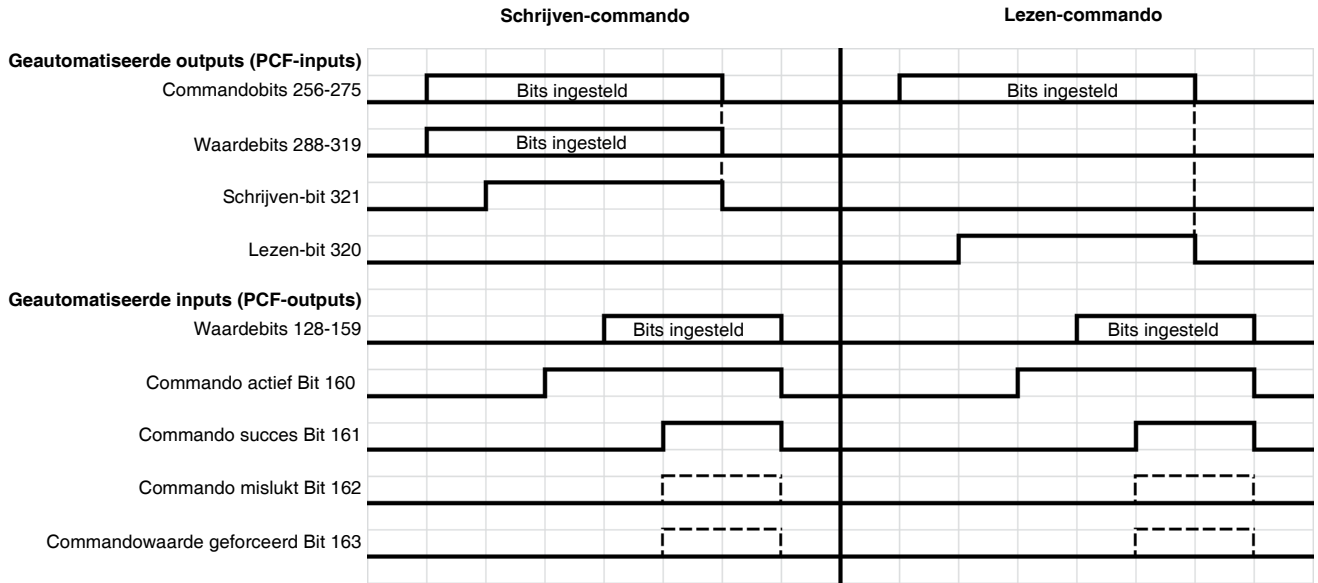 Schrijven-commando
Lezen-commando
Geautomatiseerde outputs (PCF-inputs)
Commandobits 256-275
Bits ingesteld
Bits ingesteld
Waardebits 288-319
Bits ingesteld
Schrijven-bit 321
Lezen-bit 320
Geautomatiseerde inputs (PCF-outputs)
Waardebits 128-159
Bits ingesteld
Bits ingesteld
Commando actief Bit 160
Commando succes Bit 161
Commando mislukt Bit 162
Commandowaarde geforceerd Bit 163